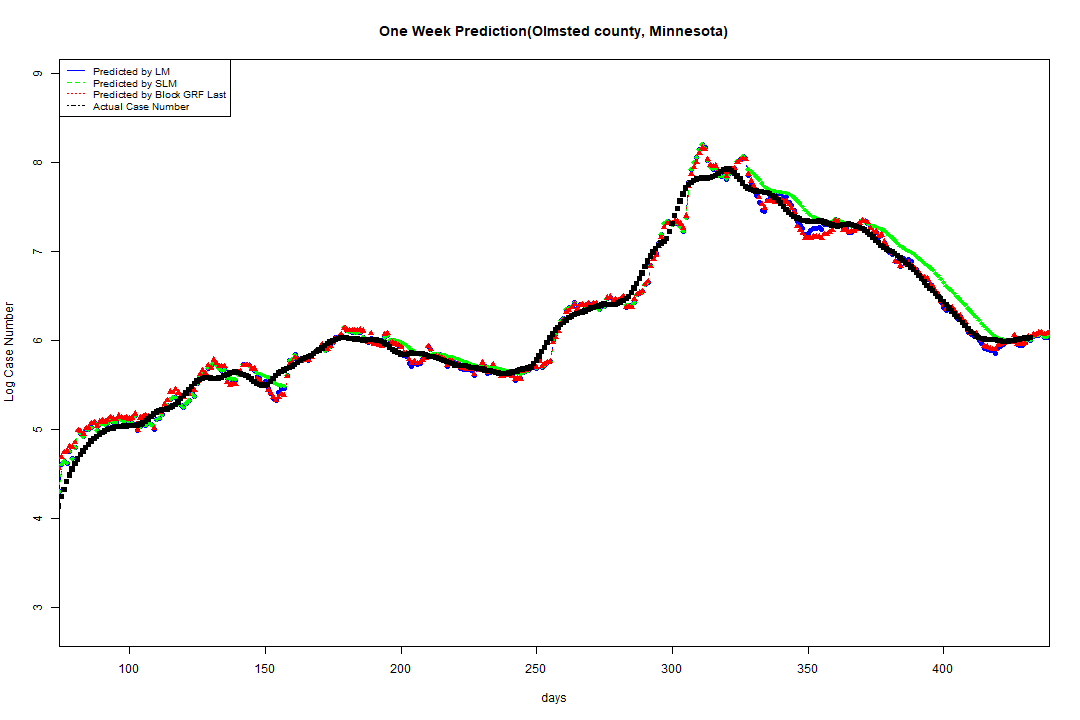 One Week Prediction(Olmsted county, Minnesota)
Predicted by LM
Predicted by SLM
Predicted by Block GRF Last
Actual Case Number
Log Case Number
9
8
7
6
5
4
3
100 150 200 250 300 350 400
days